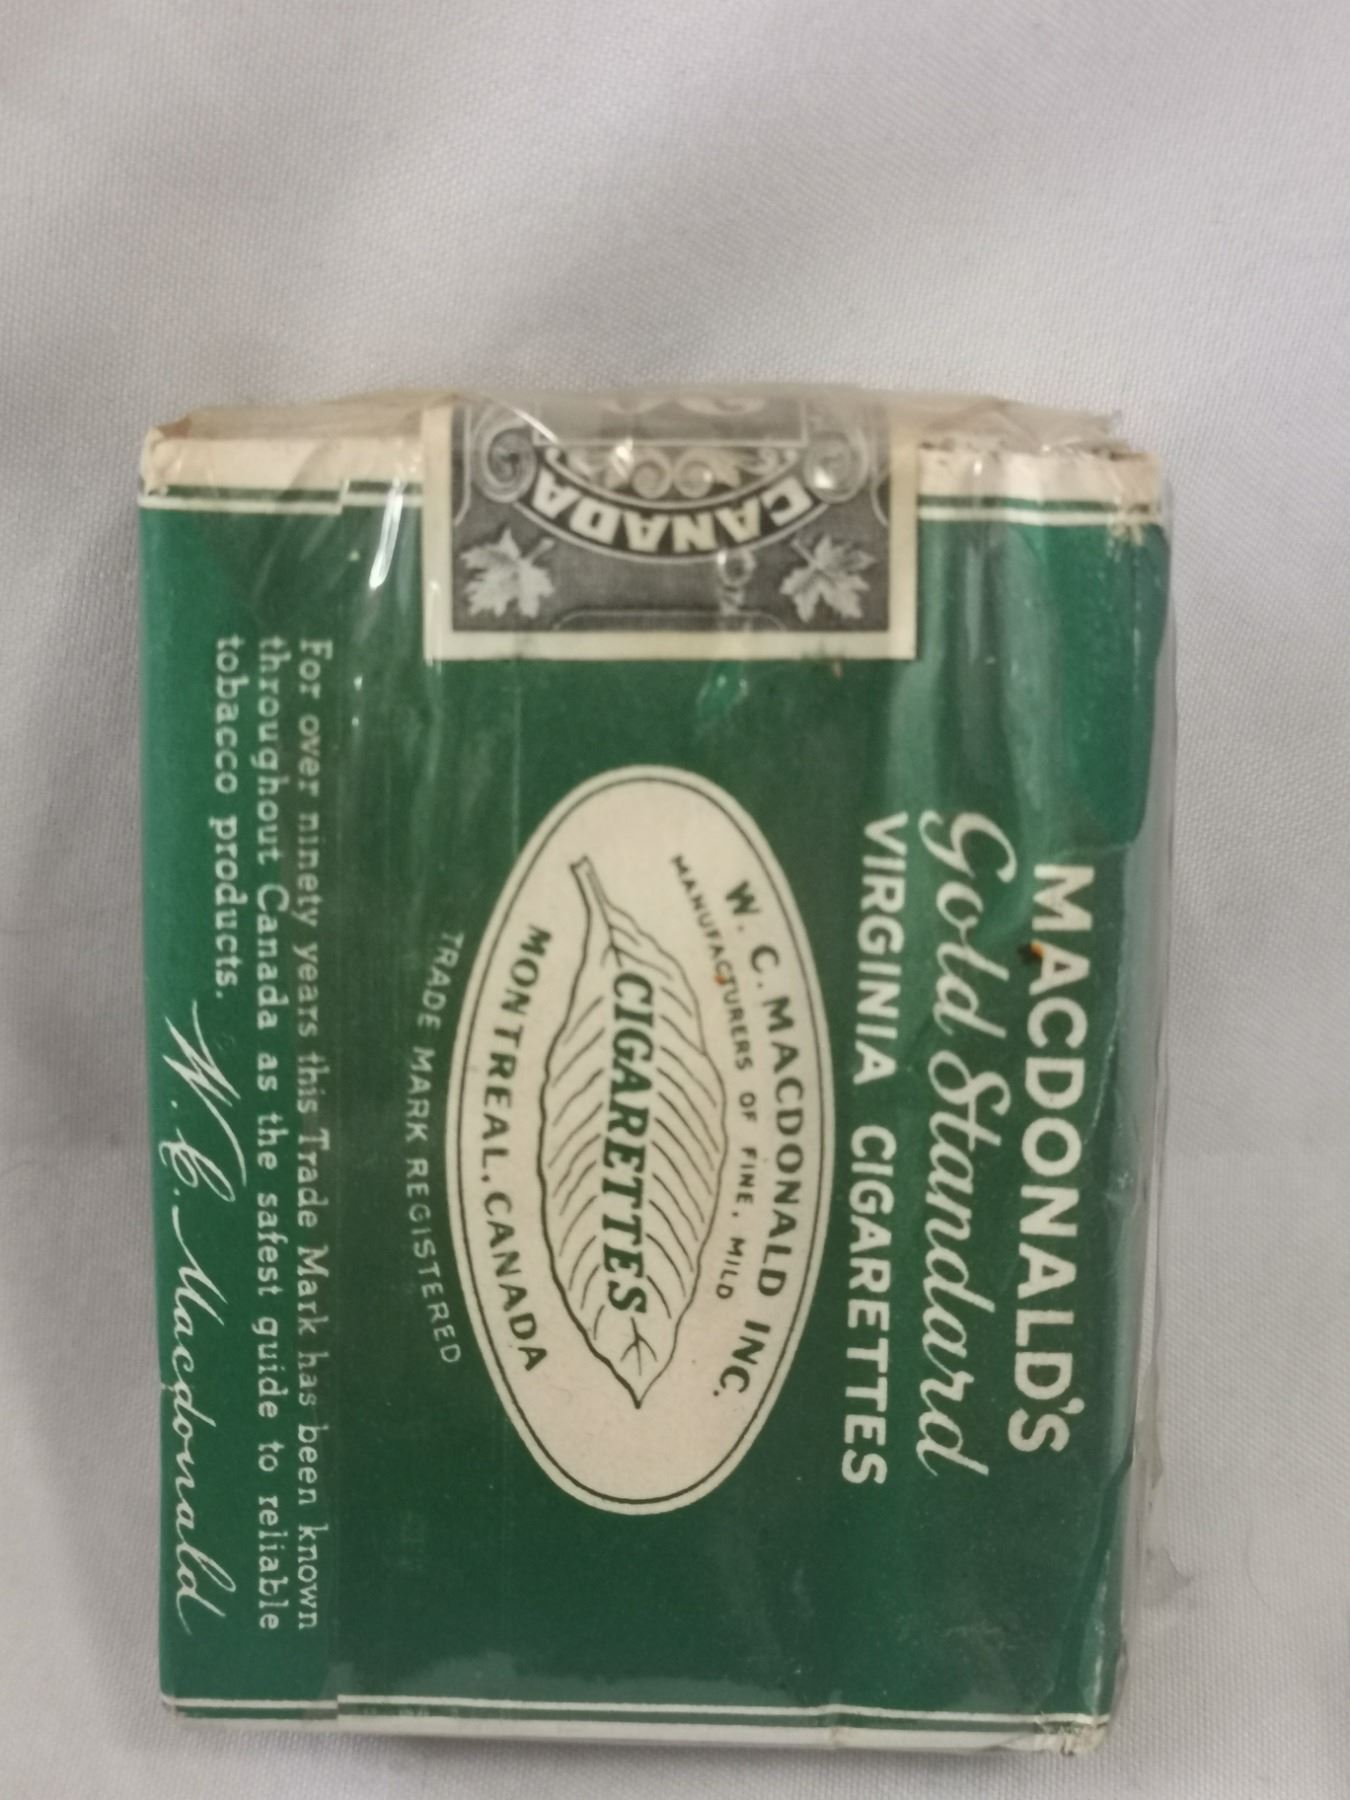 MACDONALD'S
Gold Standard
VIRGINIA CIGARETTES
W. C. MACDONALD INC.
MANUFACTURERS OF FINE, MILD
CIGARETTES
MONTREAL, CANADA
TRADE MARK REGISTERED
For over ninety years this Trade Mark has been known
throughout Canada as the safest guide to reliable
tobacco products.
W. C. Macdonald
CANADA